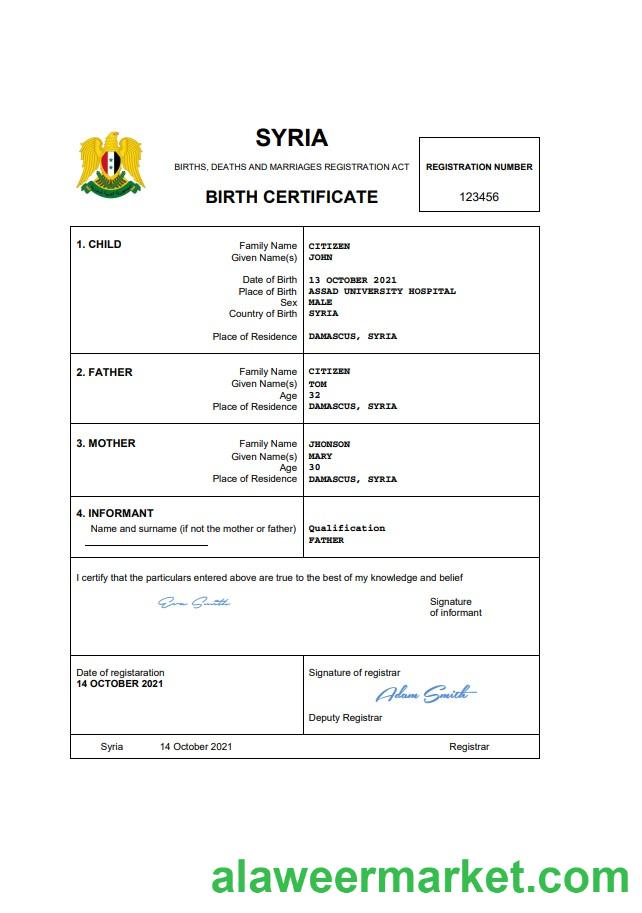 SYRIA
BIRTHS, DEATHS AND MARRIAGES REGISTRATION ACT
BIRTH CERTIFICATE
REGISTRATION NUMBER
123456
1. CHILD
Family Name CITIZEN
Given Name(s) JOHN
Date of Birth 13 OCTOBER 2021
Place of Birth ASSAD UNIVERSITY HOSPITAL
Sex MALE
Country of Birth SYRIA
Place of Residence DAMASCUS, SYRIA
2. FATHER
Family Name CITIZEN
Given Name(s) TOM
Age 32
Place of Residence DAMASCUS, SYRIA
3. MOTHER
Family Name JHONSON
Given Name(s) MARY
Age 30
Place of Residence DAMASCUS, SYRIA
4. INFORMANT
Name and surname (if not the mother or father) Qualification
FATHER
I certify that the particulars entered above are true to the best of my knowledge and belief
Eva Smith
Signature
of informant
Date of registaration
14 OCTOBER 2021
Signature of registrar
Adam Smith
Deputy Registrar
Syria 14 October 2021 Registrar
alaweermarket.com